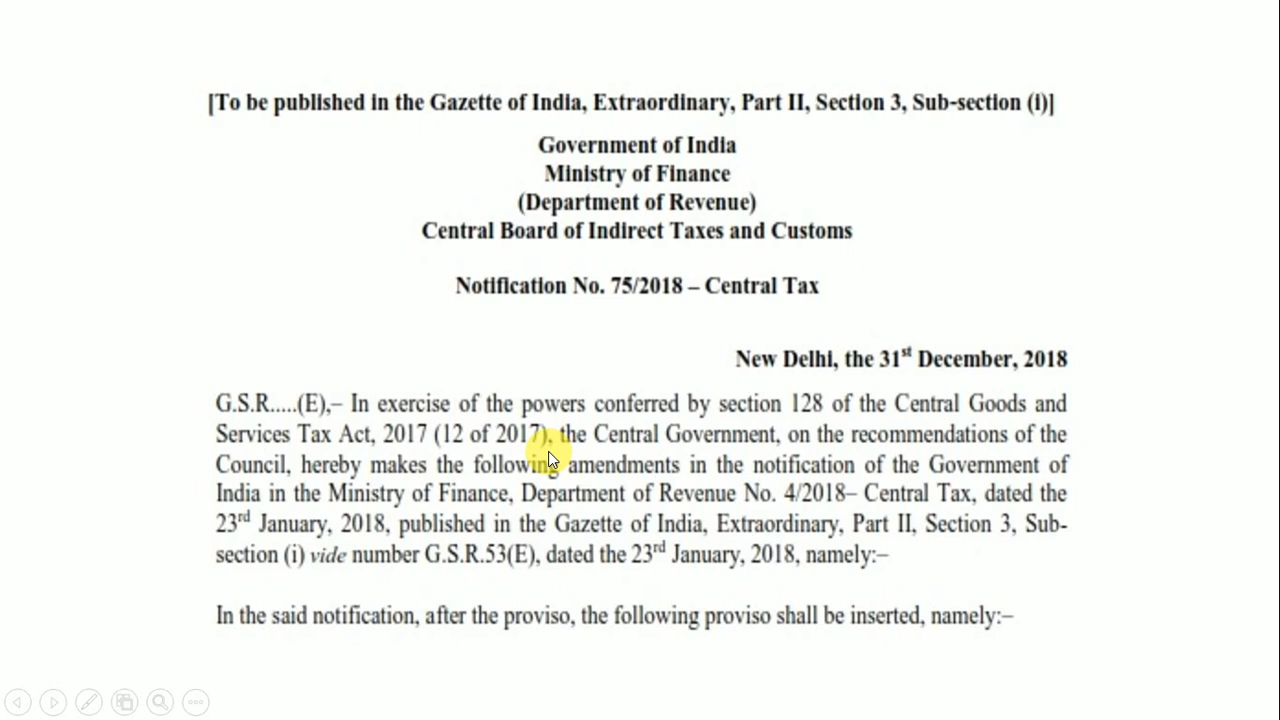 [To be published in the Gazette of India, Extraordinary, Part II, Section 3, Sub-section (i)]
Government of India
Ministry of Finance
(Department of Revenue)
Central Board of Indirect Taxes and Customs
Notification No. 75/2018 – Central Tax
New Delhi, the 31st December, 2018
G.S.R.....(E),– In exercise of the powers conferred by section 128 of the Central Goods and
Services Tax Act, 2017 (12 of 2017), the Central Government, on the recommendations of the
Council, hereby makes the following amendments in the notification of the Government of
India in the Ministry of Finance, Department of Revenue No. 4/2018– Central Tax, dated the
23rd January, 2018, published in the Gazette of India, Extraordinary, Part II, Section 3, Sub-
section (i) vide number G.S.R.53(E), dated the 23rd January, 2018, namely:–
In the said notification, after the proviso, the following proviso shall be inserted, namely:–